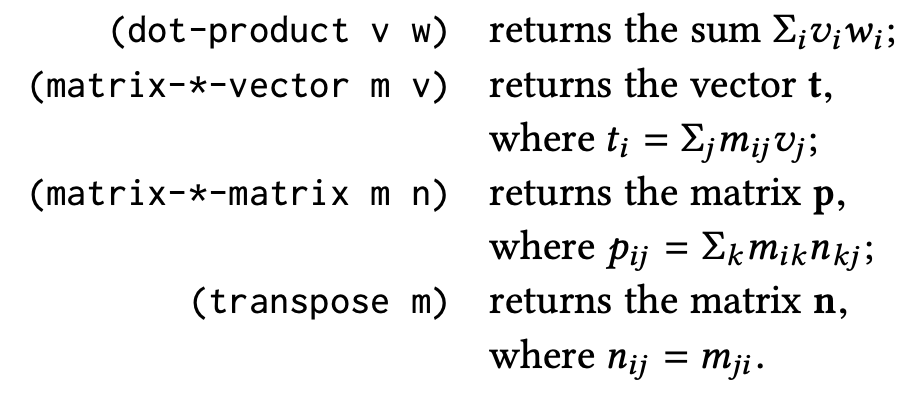 (dot-product v w) returns the sum Σᵢvᵢwᵢ;
(matrix-*-vector m v) returns the vector t,
where tᵢ = Σⱼmᵢⱼvⱼ;
(matrix-*-matrix m n) returns the matrix p,
where pᵢⱼ = Σₖmᵢₖnₖⱼ;
(transpose m) returns the matrix n,
where nᵢⱼ = mⱼᵢ.